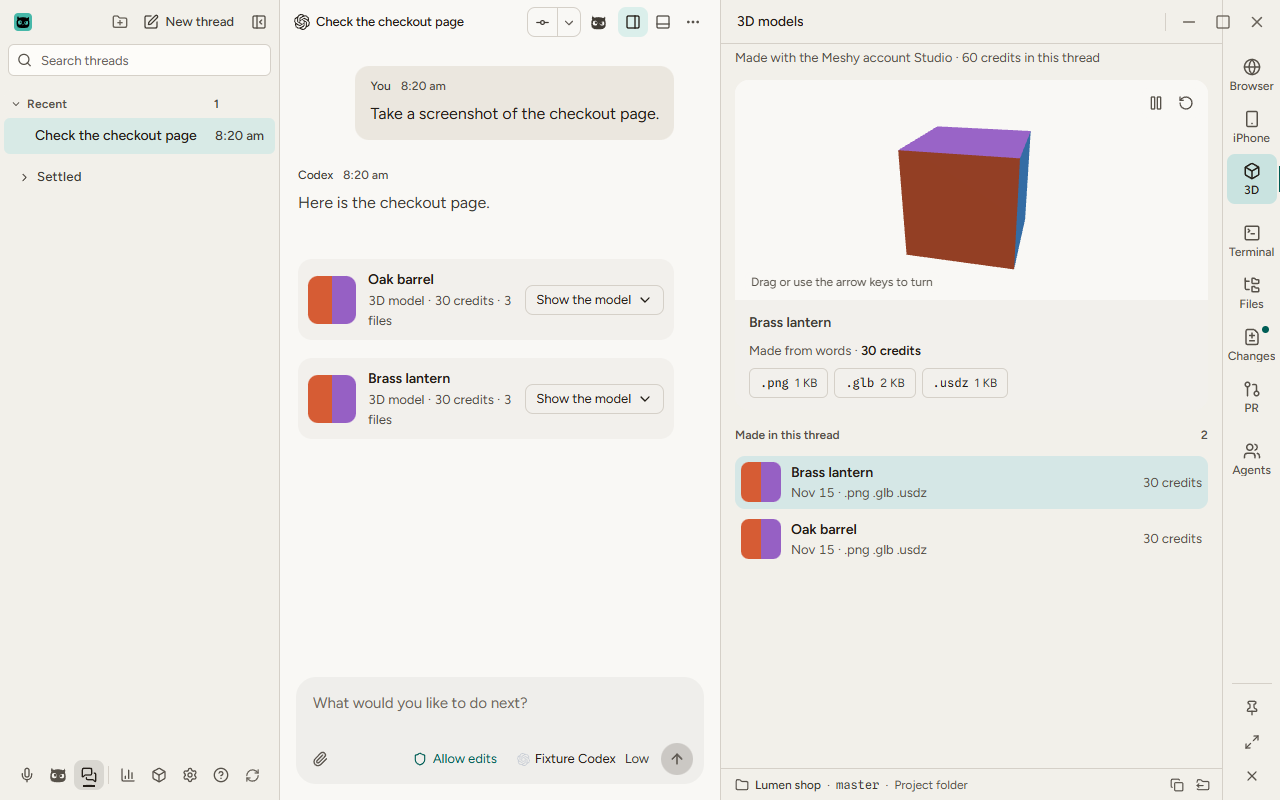 New thread
Search threads
Recent 1
Check the checkout page 8:20 am
Settled
Check the checkout page
You 8:20 am
Take a screenshot of the checkout page.
Codex 8:20 am
Here is the checkout page.
Oak barrel
3D model · 30 credits · 3
files
Show the model
Brass lantern
3D model · 30 credits · 3
files
Show the model
What would you like to do next?
Allow edits
Fixture Codex Low
3D models
Made with the Meshy account Studio · 60 credits in this thread
Drag or use the arrow keys to turn
Brass lantern
Made from words · 30 credits
.png 1 KB
.glb 2 KB
.usdz 1 KB
Made in this thread 2
Brass lantern
Nov 15 · .png .glb .usdz
30 credits
Oak barrel
Nov 15 · .png .glb .usdz
30 credits
Lumen shop · master · Project folder
Browser
iPhone
3D
Terminal
Files
Changes
PR
Agents